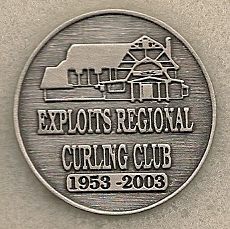 EXPLOITS REGIONAL
CURLING CLUB
1953 -2003